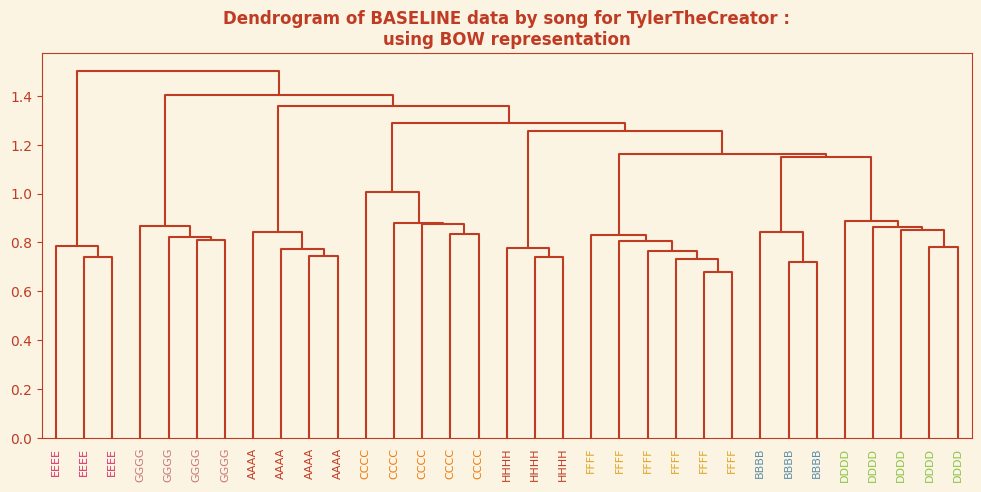 Dendrogram of BASELINE data by song for TylerTheCreator :
using BOW representation
1.4
1.2
1.0
0.8
0.6
0.4
0.2
0.0
EEEE EEEE EEEE GGGG GGGG GGGG GGGG AAAA AAAA AAAA AAAA CCCC CCCC CCCC CCCC CCCC HHHH HHHH HHHH FFFF FFFF FFFF FFFF FFFF FFFF BBBB BBBB BBBB DDDD DDDD DDDD DDDD DDDD